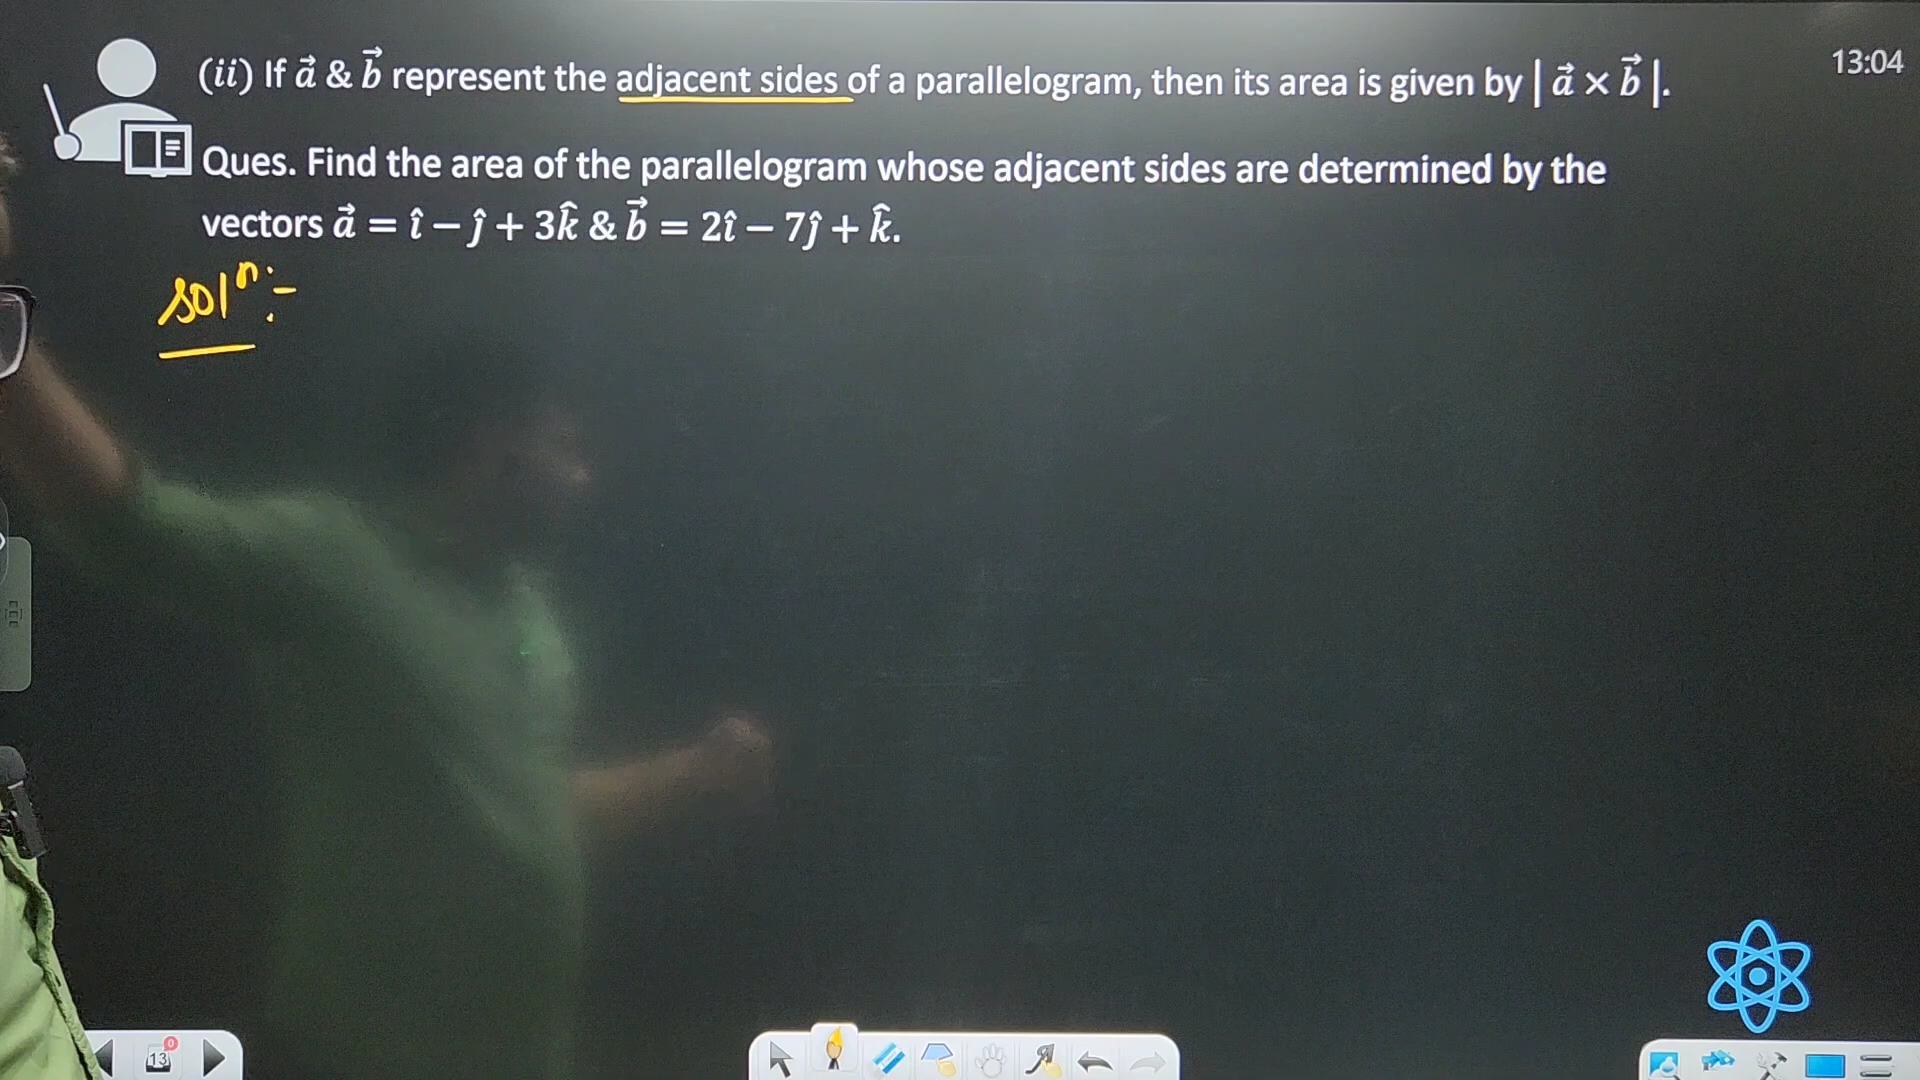 (ii) If a⃗ & b⃗ represent the adjacent sides of a parallelogram, then its area is given by | a⃗ × b⃗ |.
13:04
Ques. Find the area of the parallelogram whose adjacent sides are determined by the
vectors a⃗ = î − ĵ + 3k̂ & b⃗ = 2î − 7ĵ + k̂.
Solⁿ:-
13
0